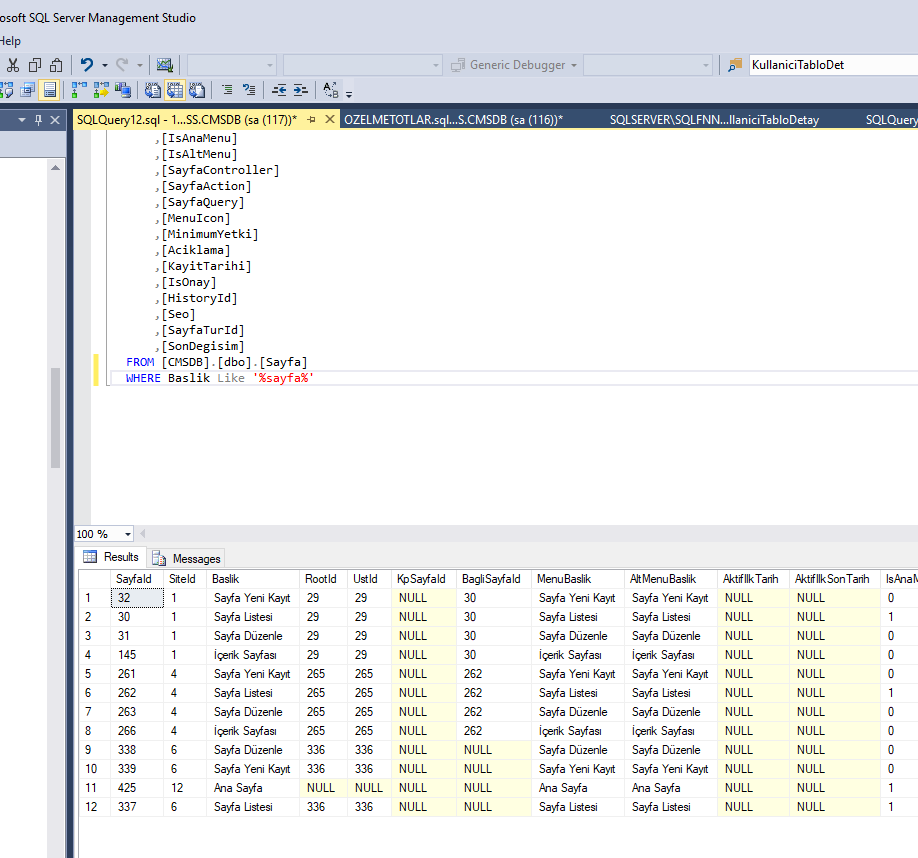 osoft SQL Server Management Studio
Help
Generic Debugger
KullaniciTabloDet
SQLQuery12.sql - 1...SS.CMSDB (sa (117))*
OZELMETOTLAR.sql...S.CMSDB (sa (116))*
SQLSERVER\SQLFNN...llaniciTabloDetay
SQLQuery
,[IsAnaMenu]
,[IsAltMenu]
,[SayfaController]
,[SayfaAction]
,[SayfaQuery]
,[MenuIcon]
,[MinimumYetki]
,[Aciklama]
,[KayitTarihi]
,[IsOnay]
,[HistoryId]
,[Seo]
,[SayfaTurId]
,[SonDegisim]
FROM [CMSDB].[dbo].[Sayfa]
WHERE Baslik Like '%sayfa%'
100 %
Results Messages
SayfaId SiteId Baslik RootId UstId KpSayfaId BagliSayfaId MenuBaslik AltMenuBaslik AktifIlkTarih AktifIlkSonTarih IsAnaM
1 32 1 Sayfa Yeni Kayıt 29 29 NULL 30 Sayfa Yeni Kayıt Sayfa Yeni Kayıt NULL NULL 0
2 30 1 Sayfa Listesi 29 29 NULL 30 Sayfa Listesi Sayfa Listesi NULL NULL 1
3 31 1 Sayfa Düzenle 29 29 NULL 30 Sayfa Düzenle Sayfa Düzenle NULL NULL 0
4 145 1 İçerik Sayfası 29 29 NULL 30 İçerik Sayfası İçerik Sayfası NULL NULL 0
5 261 4 Sayfa Yeni Kayıt 265 265 NULL 262 Sayfa Yeni Kayıt Sayfa Yeni Kayıt NULL NULL 0
6 262 4 Sayfa Listesi 265 265 NULL 262 Sayfa Listesi Sayfa Listesi NULL NULL 1
7 263 4 Sayfa Düzenle 265 265 NULL 262 Sayfa Düzenle Sayfa Düzenle NULL NULL 0
8 266 4 İçerik Sayfası 265 265 NULL 262 İçerik Sayfası İçerik Sayfası NULL NULL 0
9 338 6 Sayfa Düzenle 336 336 NULL NULL Sayfa Düzenle Sayfa Düzenle NULL NULL 0
10 339 6 Sayfa Yeni Kayıt 336 336 NULL NULL Sayfa Yeni Kayıt Sayfa Yeni Kayıt NULL NULL 0
11 425 12 Ana Sayfa NULL NULL NULL NULL Ana Sayfa Ana Sayfa NULL NULL 1
12 337 6 Sayfa Listesi 336 336 NULL NULL Sayfa Listesi Sayfa Listesi NULL NULL 1